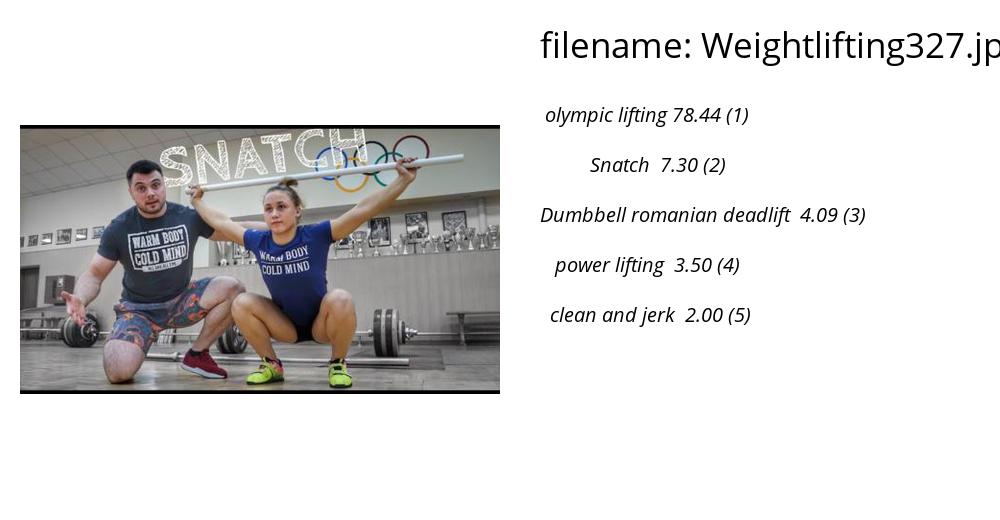 filename: Weightlifting327.jp
olympic lifting 78.44 (1)
Snatch 7.30 (2)
Dumbbell romanian deadlift 4.09 (3)
power lifting 3.50 (4)
clean and jerk 2.00 (5)
SNATCH
WARM BODY
COLD MIND
WARM BODY
COLD MIND